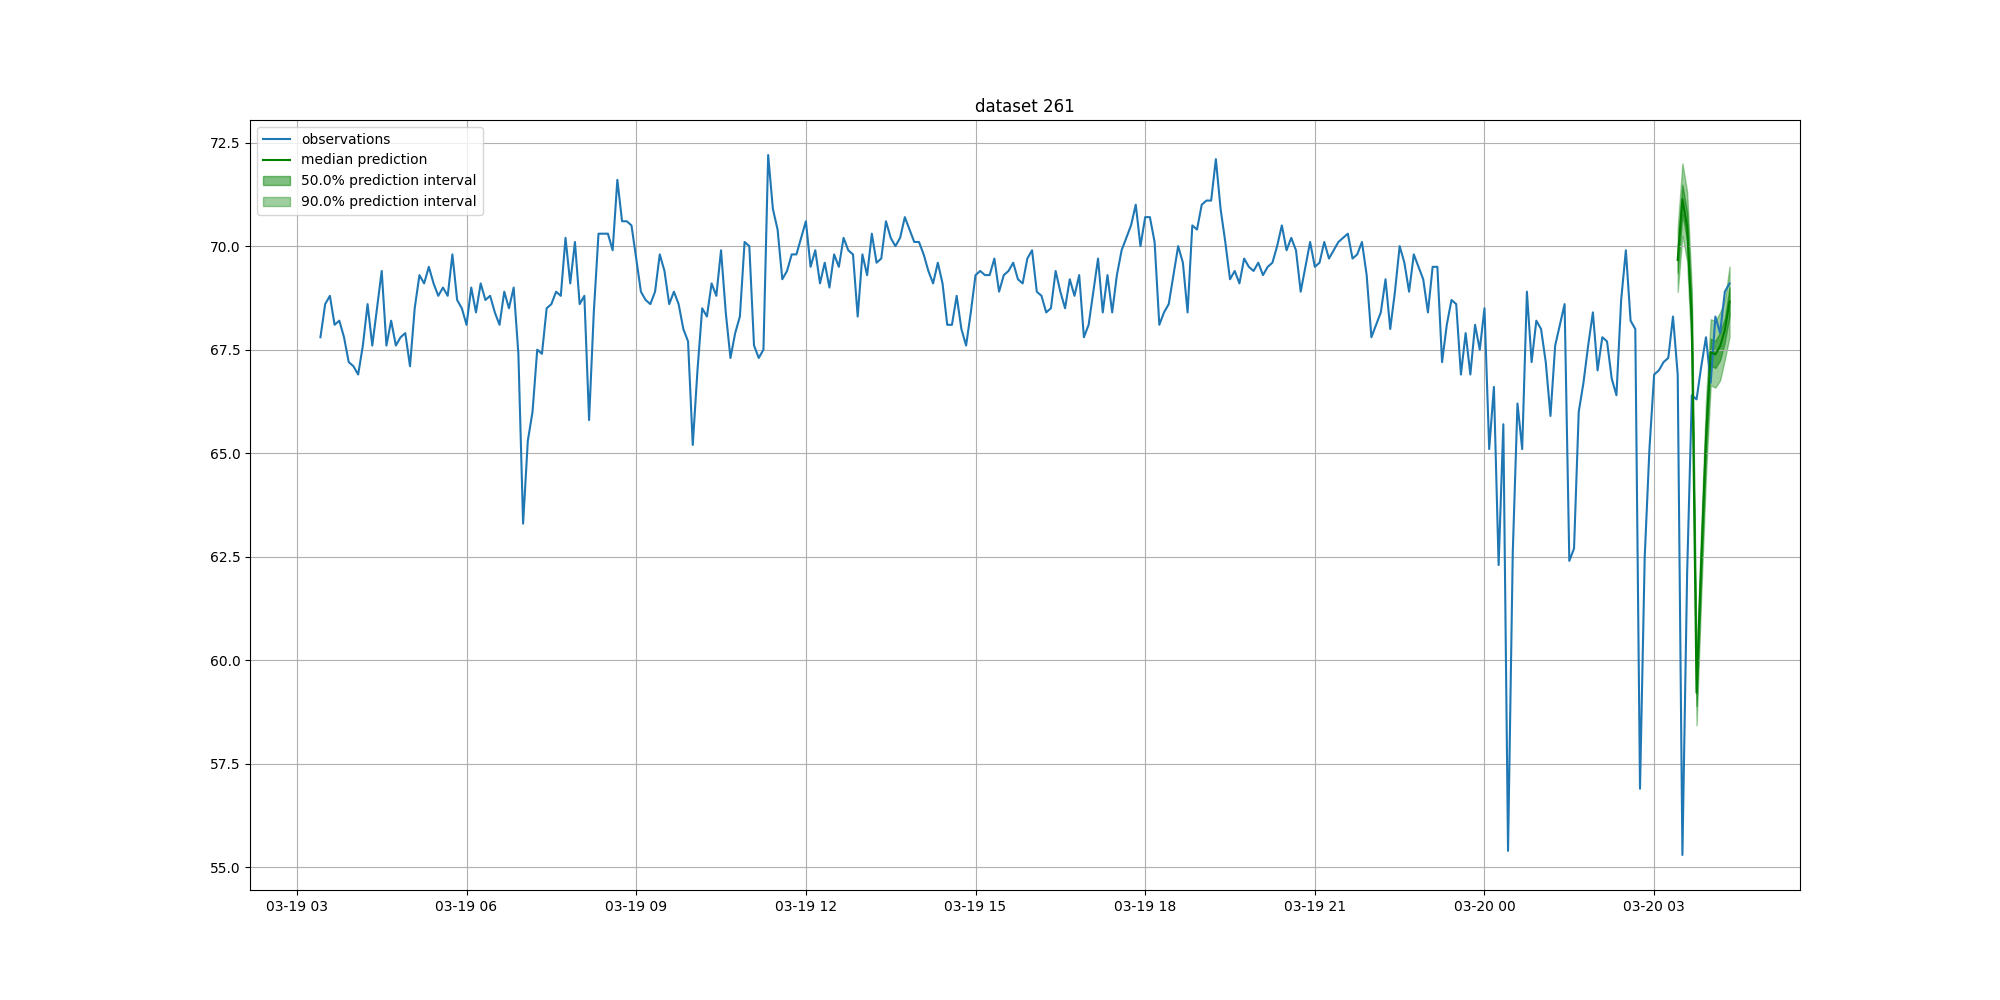 dataset 261
observations
median prediction
50.0% prediction interval
90.0% prediction interval
72.5
70.0
67.5
65.0
62.5
60.0
57.5
55.0
03-19 03 03-19 06 03-19 09 03-19 12 03-19 15 03-19 18 03-19 21 03-20 00 03-20 03